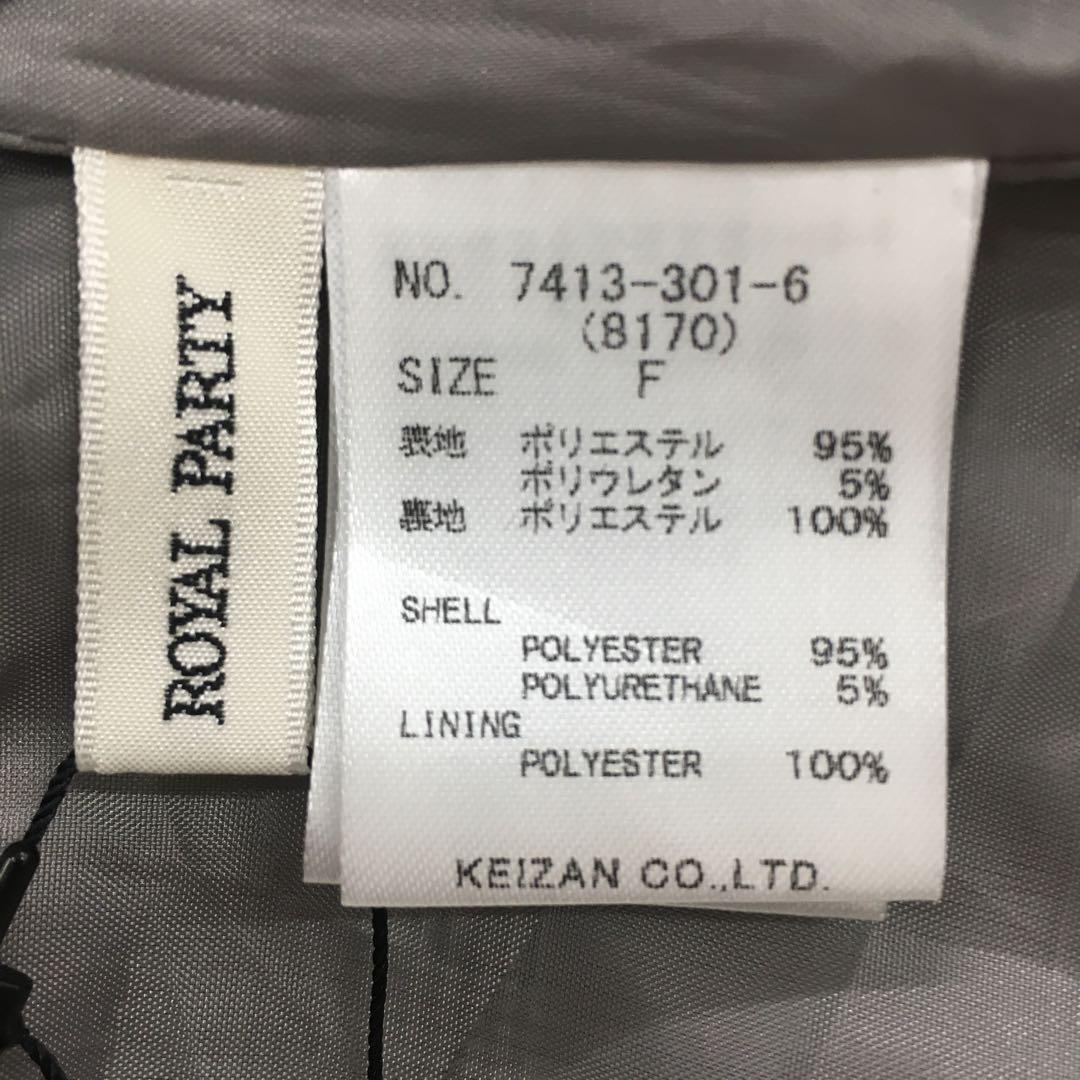 ROYAL PARTY
NO. 7413-301-6
(8170)
SIZE F
表地 ポリエステル 95%
ポリウレタン 5%
裏地 ポリエステル 100%
SHELL
POLYESTER 95%
POLYURETHANE 5%
LINING
POLYESTER 100%
KEIZAN CO.,LTD.